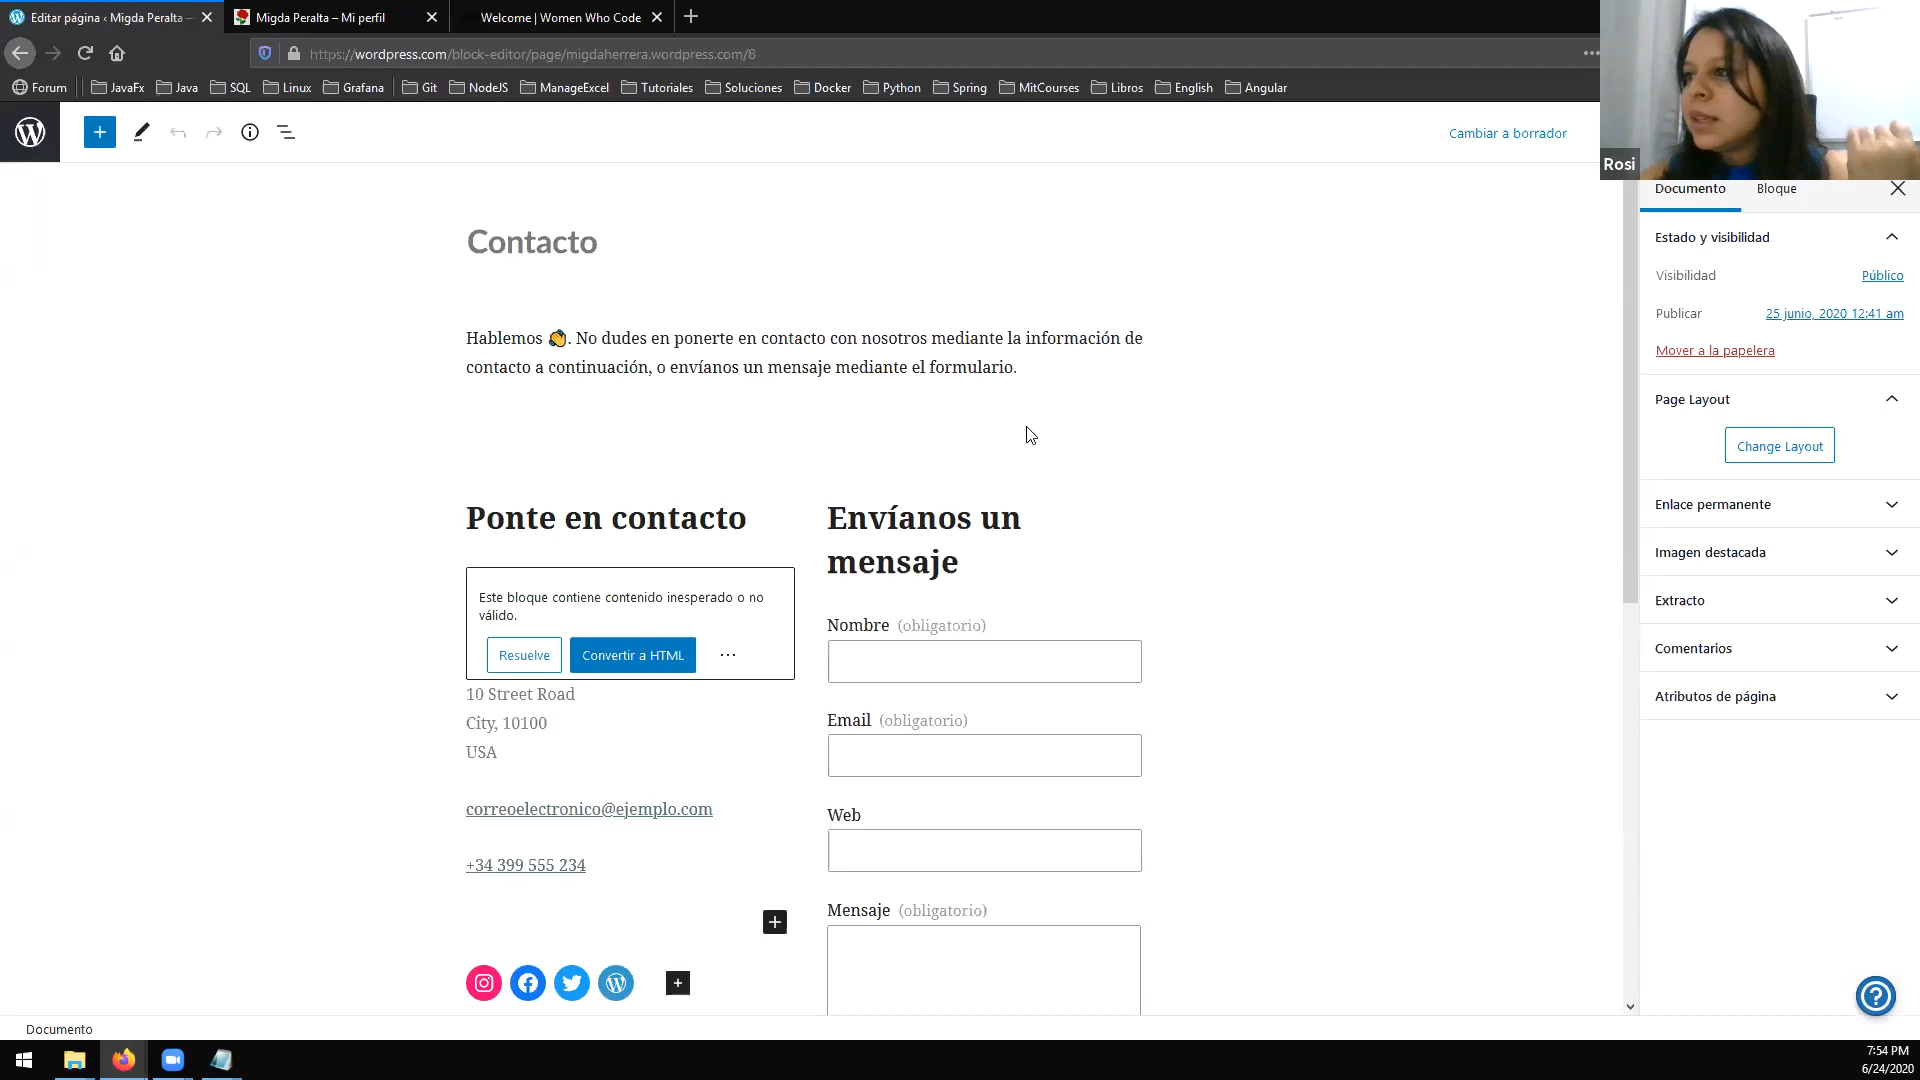 Editar página ‹ Migda Peralta —
Migda Peralta – Mi perfil
Welcome | Women Who Code
https://wordpress.com/block-editor/page/migdaherrera.wordpress.com/8
Forum
JavaFx
Java
SQL
Linux
Grafana
Git
NodeJS
ManageExcel
Tutoriales
Soluciones
Docker
Python
Spring
MitCourses
Libros
English
Angular
Cambiar a borrador
Rosi
Documento
Bloque
Contacto
Hablemos 👏. No dudes en ponerte en contacto con nosotros mediante la información de
contacto a continuación, o envíanos un mensaje mediante el formulario.
Ponte en contacto
Este bloque contiene contenido inesperado o no
válido.
Resuelve
Convertir a HTML
10 Street Road
City, 10100
USA
correoelectronico@ejemplo.com
+34 399 555 234
Envíanos un
mensaje
Nombre (obligatorio)
Email (obligatorio)
Web
Mensaje (obligatorio)
Estado y visibilidad
Visibilidad
Público
Publicar
25 junio, 2020 12:41 am
Mover a la papelera
Page Layout
Change Layout
Enlace permanente
Imagen destacada
Extracto
Comentarios
Atributos de página
Documento
7:54 PM
6/24/2020